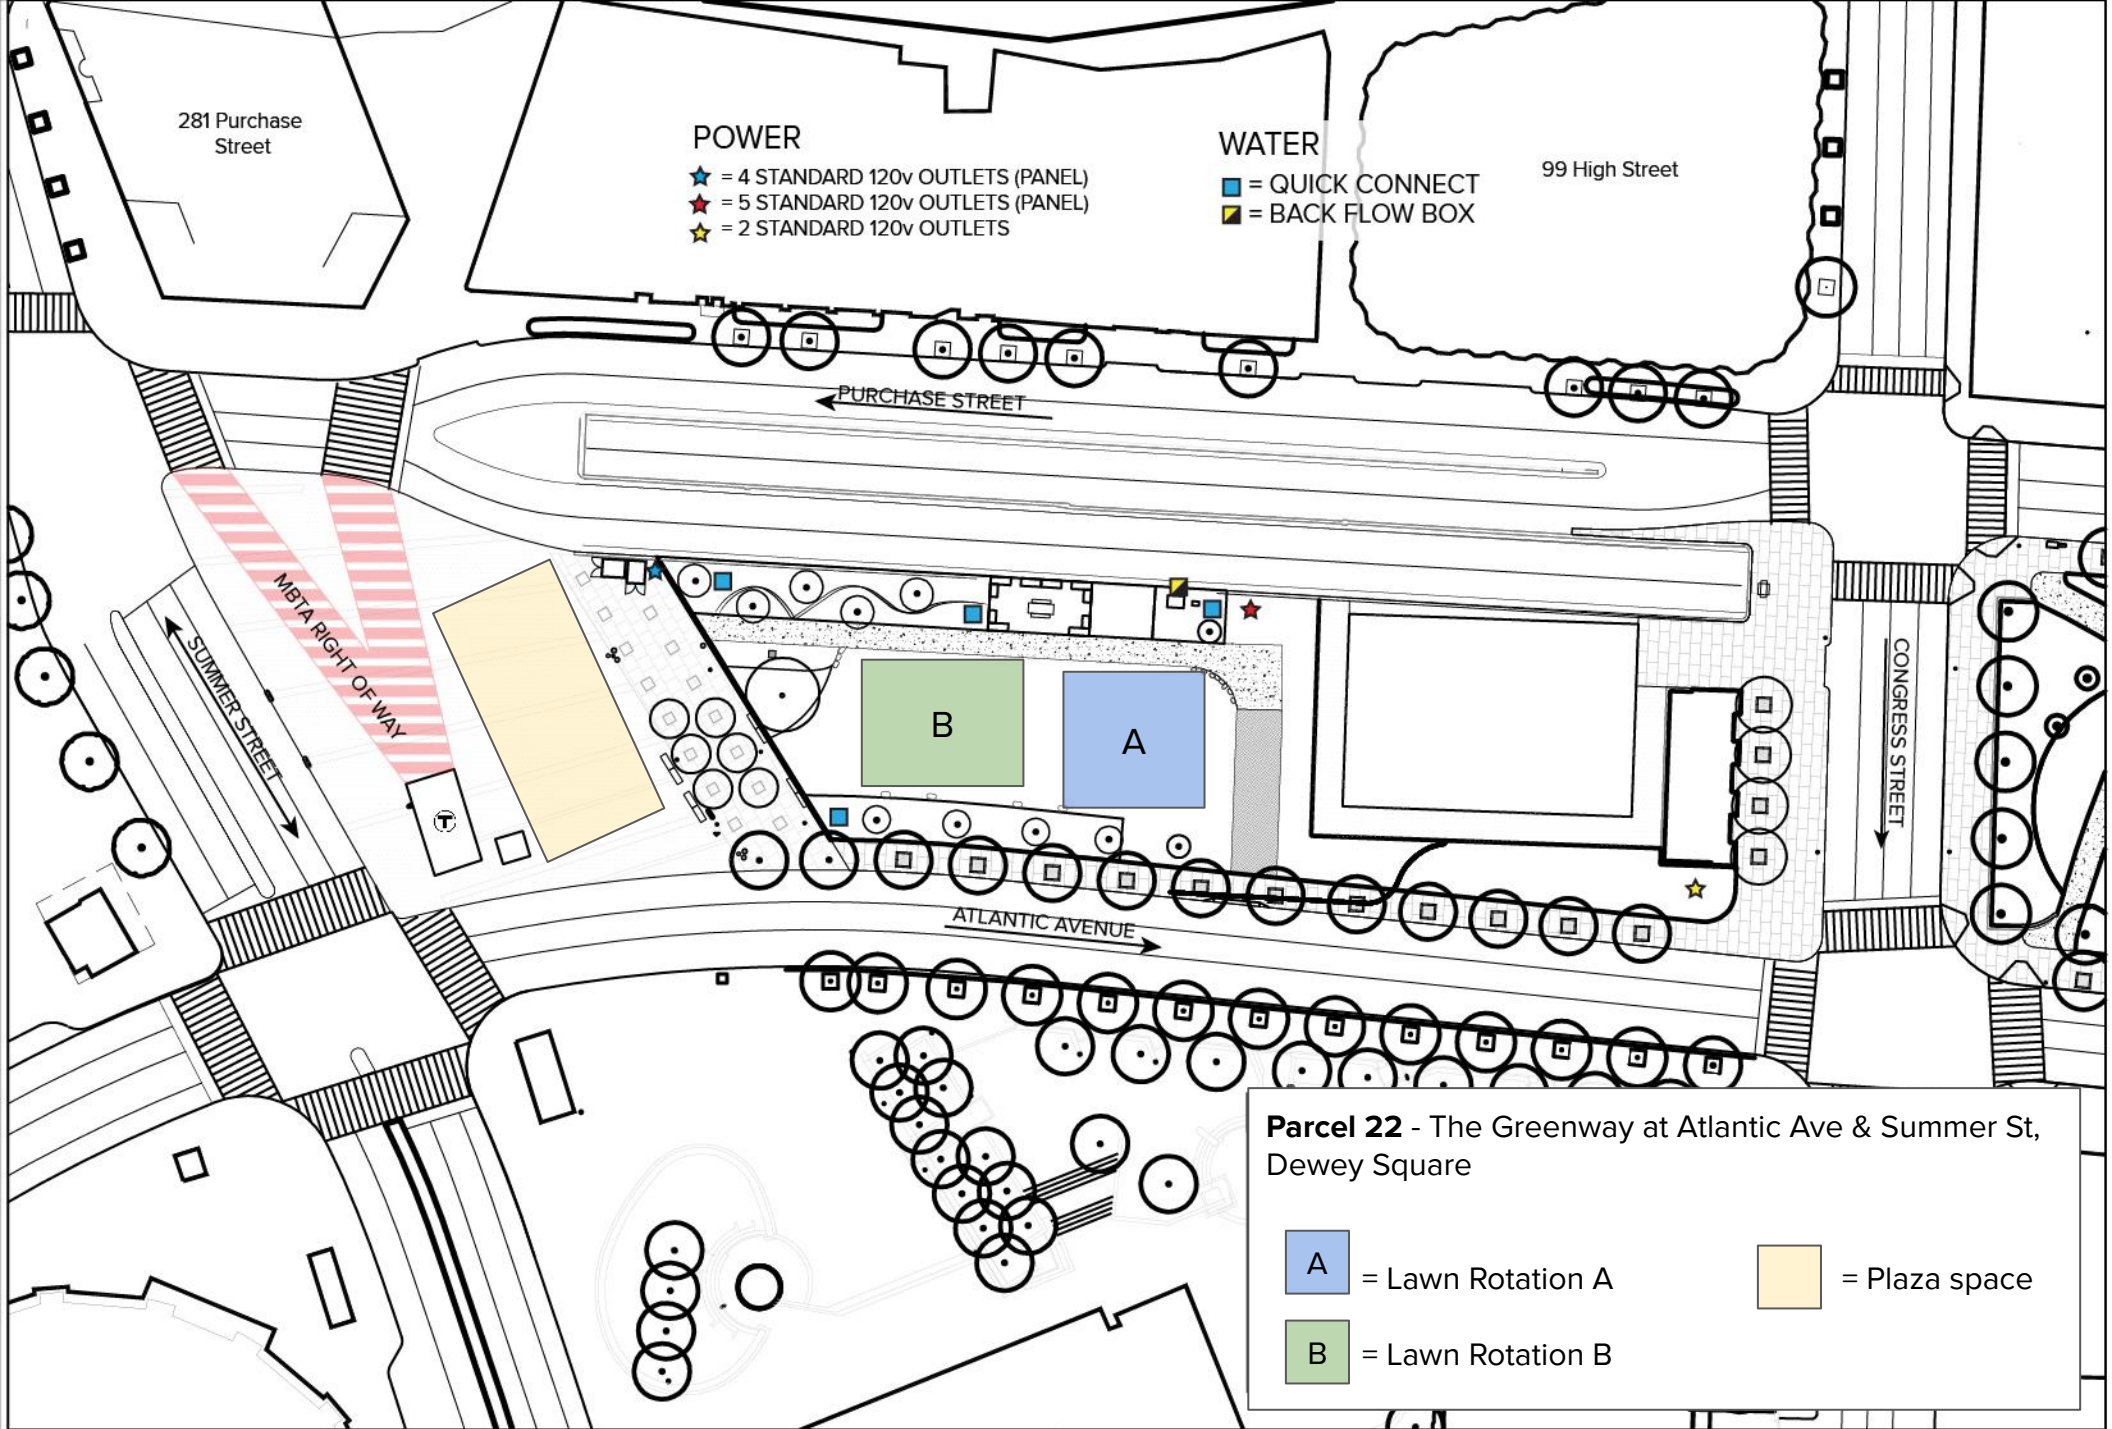 281 Purchase
Street
POWER
= 4 STANDARD 120v OUTLETS (PANEL)
= 5 STANDARD 120v OUTLETS (PANEL)
= 2 STANDARD 120v OUTLETS
WATER
= QUICK CONNECT
= BACK FLOW BOX
99 High Street
PURCHASE STREET
MBTA RIGHT OF WAY
SUMMER STREET
B
A
CONGRESS STREET
T
ATLANTIC AVENUE
Parcel 22 - The Greenway at Atlantic Ave & Summer St,
Dewey Square
A = Lawn Rotation A
= Plaza space
B = Lawn Rotation B